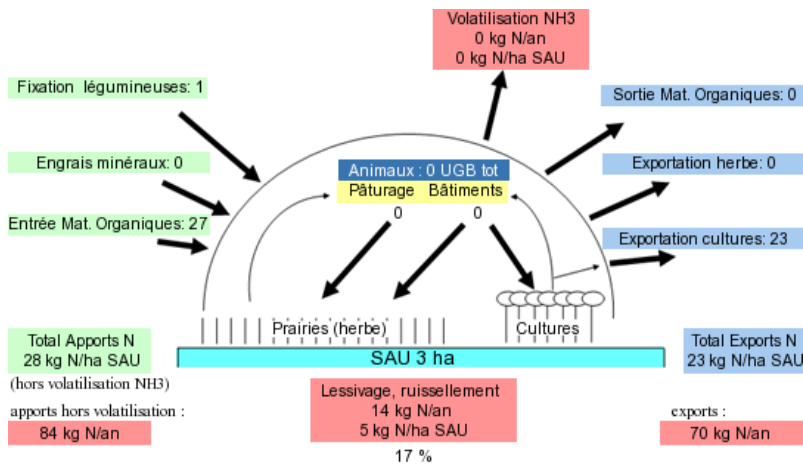 Volatilisation NH3
0 kg N/an
0 kg N/ha SAU
Fixation légumineuses: 1
Sortie Mat. Organiques: 0
Engrais minéraux: 0
Animaux : 0 UGB tot
Exportation herbe: 0
Pâturage Bâtiments
0 0
Entrée Mat. Organiques: 27
Exportation cultures: 23
Prairies (herbe) Cultures
Total Apports N
28 kg N/ha SAU
SAU 3 ha
Total Exports N
23 kg N/ha SAU
(hors volatilisation NH3)
Lessivage, ruissellement
14 kg N/an
5 kg N/ha SAU
apports hors volatilisation :
84 kg N/an
exports :
70 kg N/an
17 %